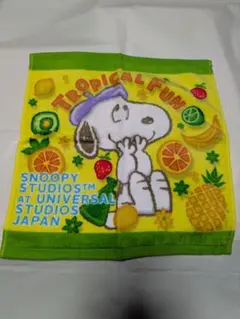 TROPICAL FUN
SNOOPY
STUDIOS™
AT UNIVERSAL
STUDIOS
JAPAN